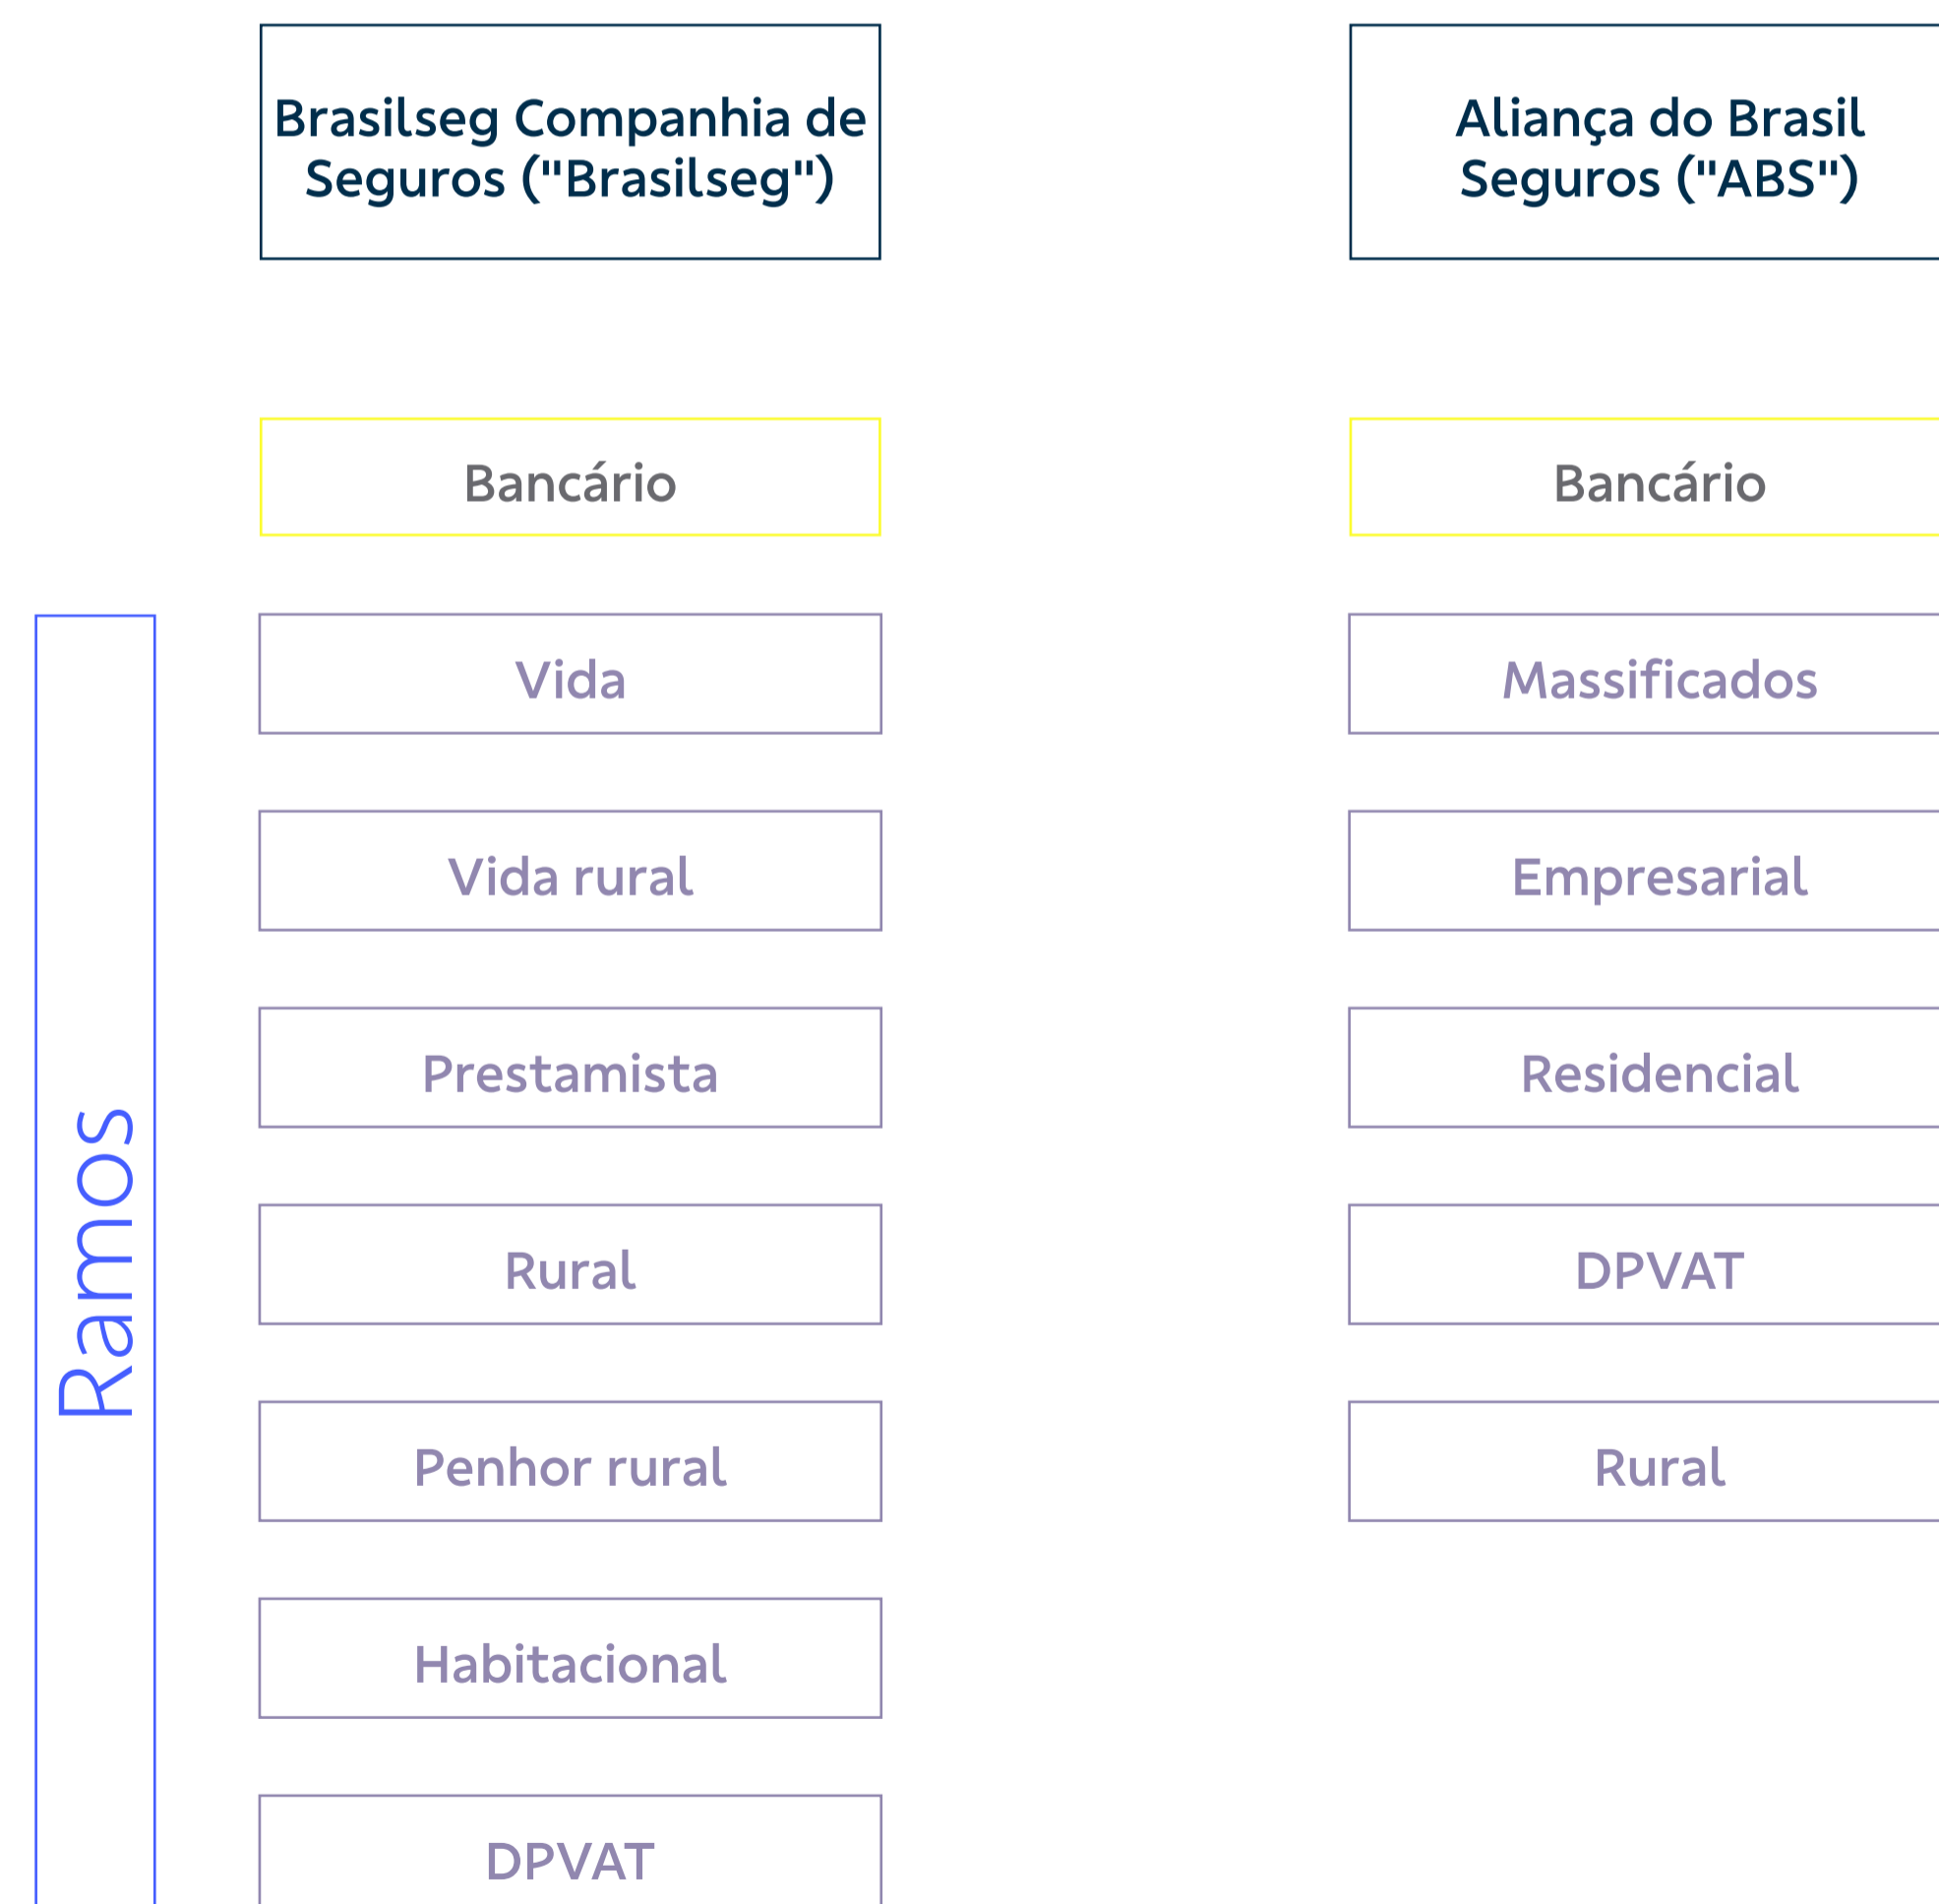 Brasilseg Companhia de
Seguros ("Brasilseg")
Aliança do Brasil
Seguros ("ABS")
Bancário
Bancário
Ramos
Vida
Massificados
Vida rural
Empresarial
Prestamista
Residencial
Rural
DPVAT
Penhor rural
Rural
Habitacional
DPVAT